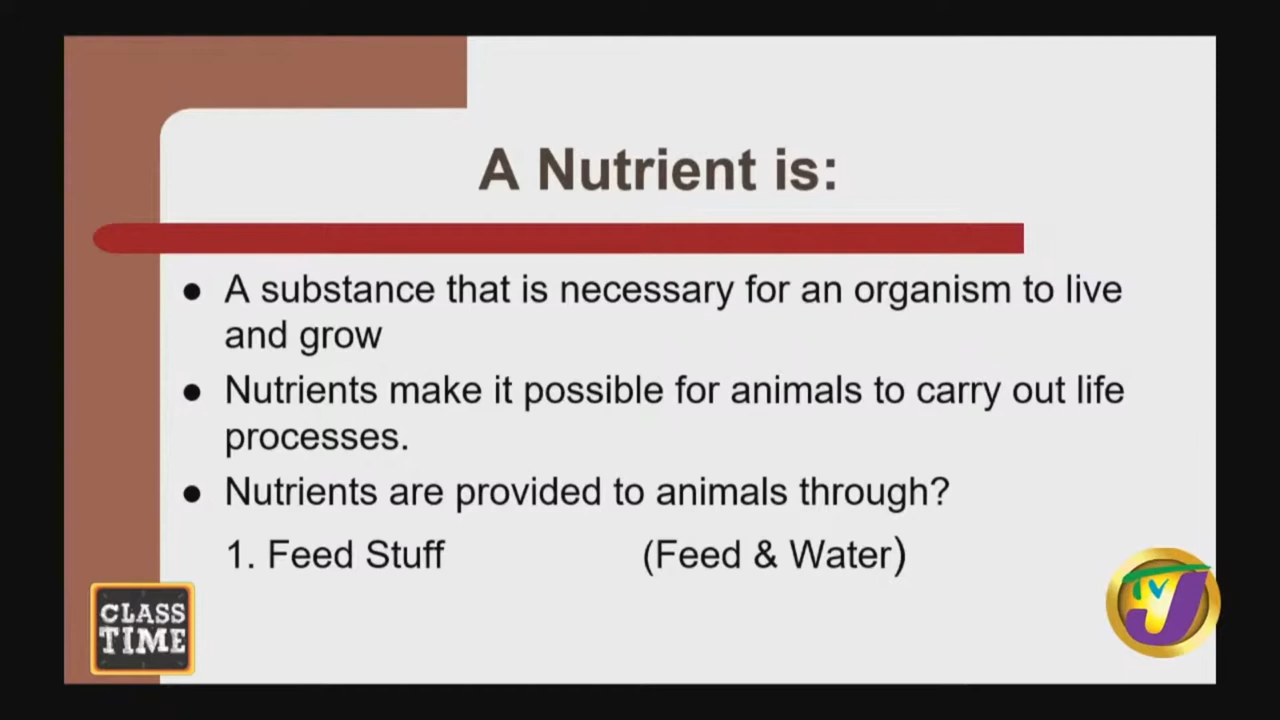 A Nutrient is:
● A substance that is necessary for an organism to live
and grow
● Nutrients make it possible for animals to carry out life
processes.
● Nutrients are provided to animals through?
1. Feed Stuff (Feed & Water)
CLASS
TIME
TVJ